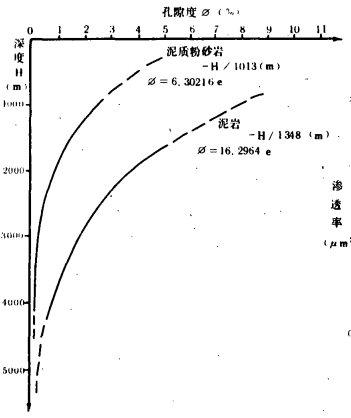 孔隙度 ∅ (%)
0 1 2 3 4 5 6 7 8 9 10 11
深度H(m)
1000
2000
3000
4000
5000
泥质粉砂岩
-H/1013(m)
∅=6.30216e
泥岩
-H/1348(m)
∅=16.2964e
渗透率
(μm²